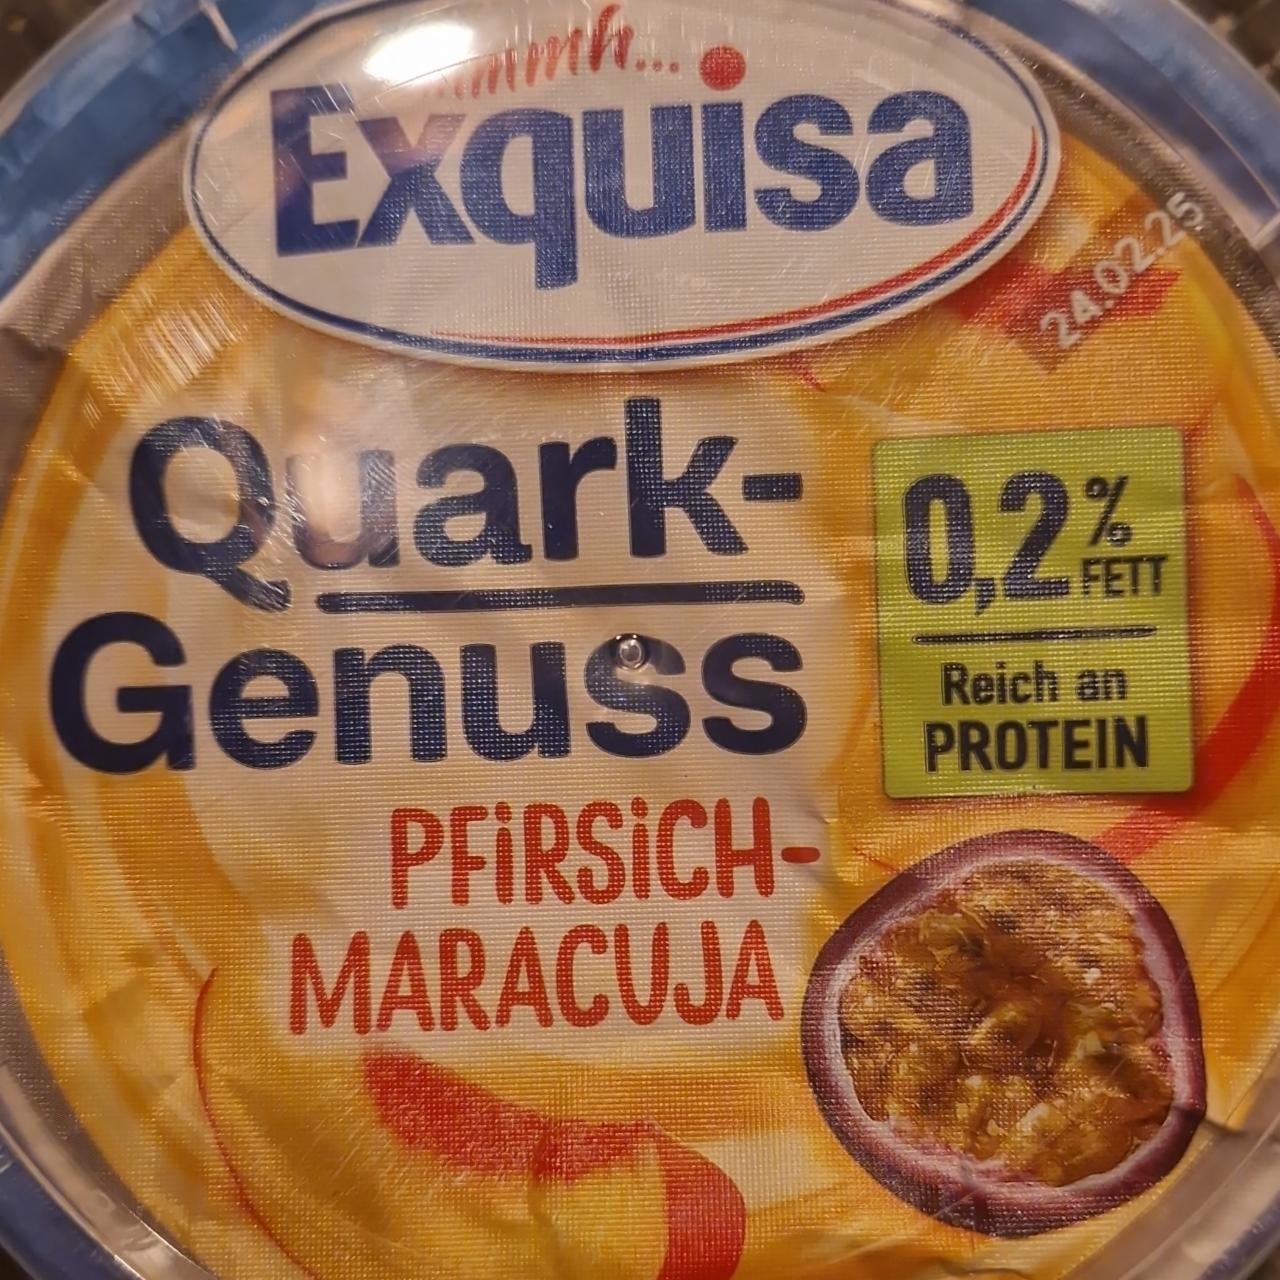 mmmh...
Exquisa
24.02.25
Quark-
Genuss
0,2%
FETT
Reich an
PROTEIN
PFiRSiCH-
MARACUJA